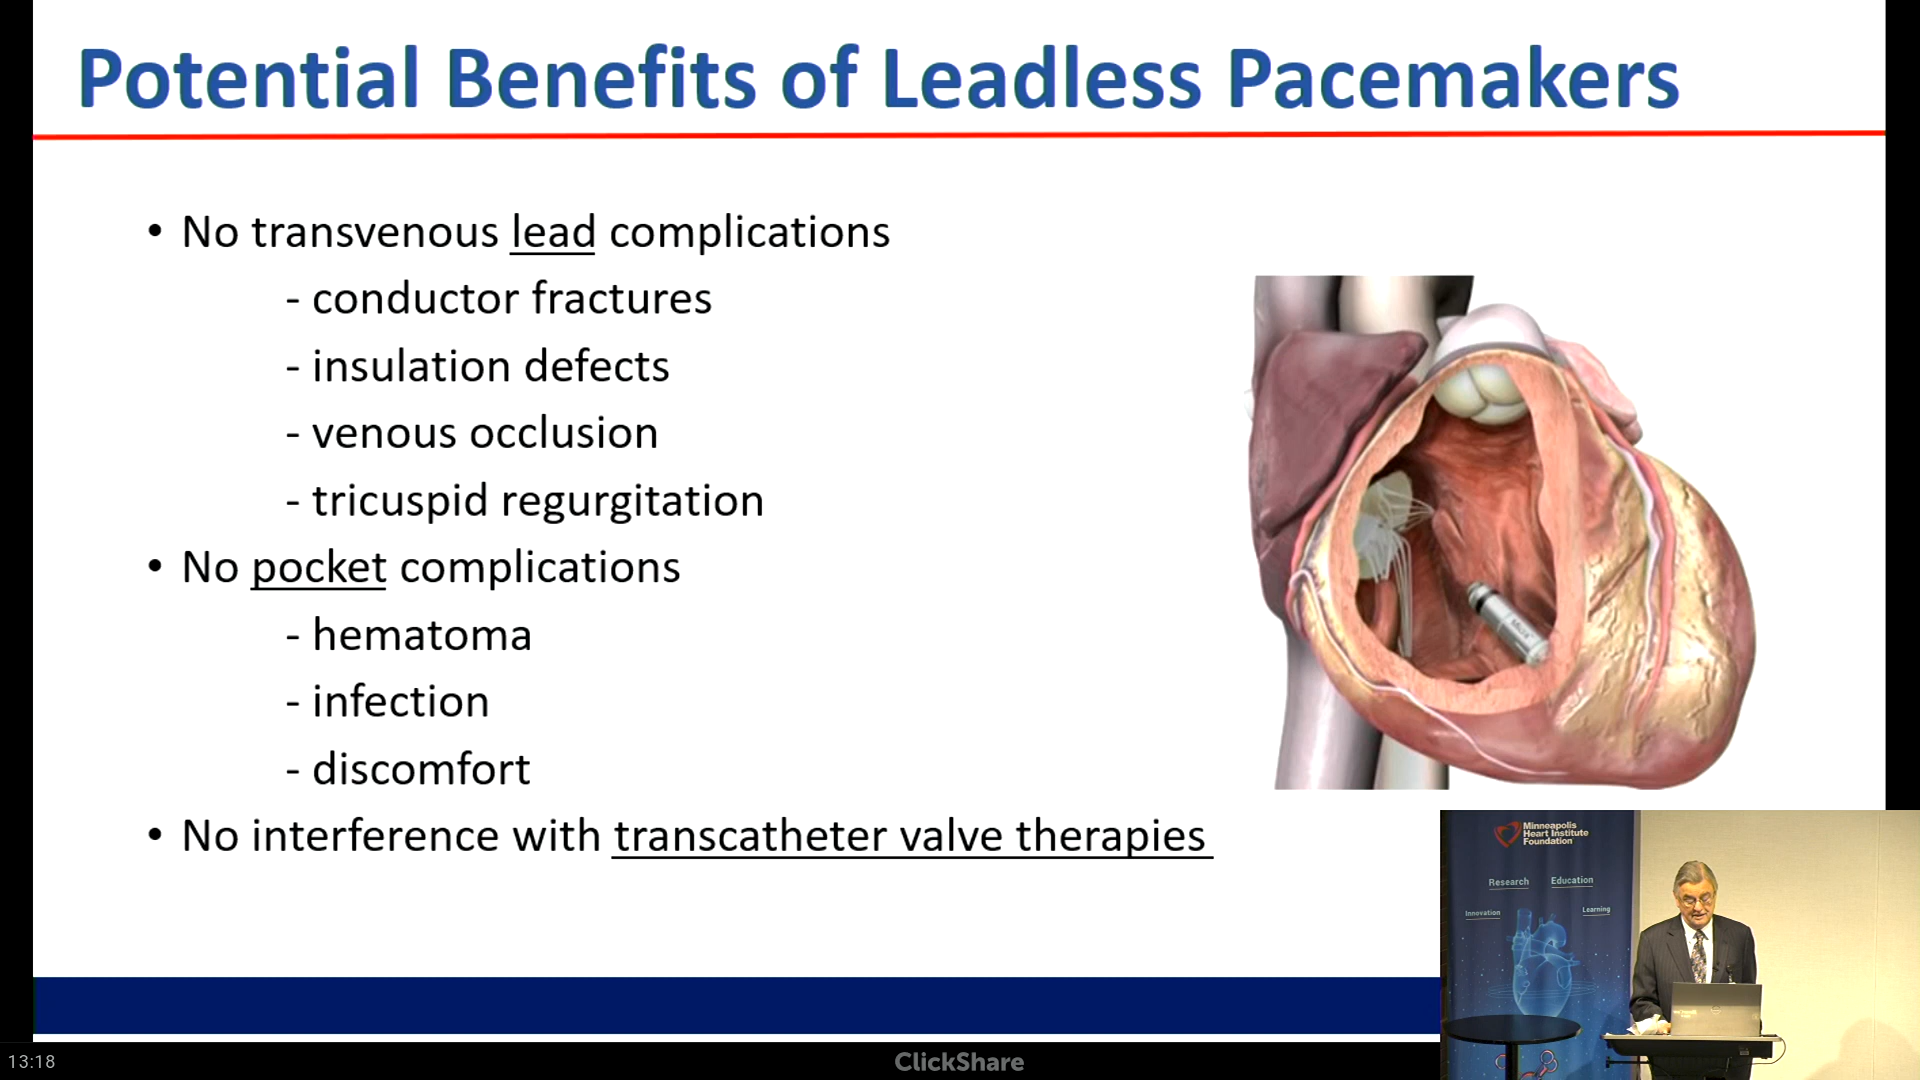 Potential Benefits of Leadless Pacemakers
• No transvenous lead complications
- conductor fractures
- insulation defects
- venous occlusion
- tricuspid regurgitation
• No pocket complications
- hematoma
- infection
- discomfort
• No interference with transcatheter valve therapies
Micra
Minneapolis
Heart Institute
Foundation
Research Education
Innovation Learning
13:18
ClickShare